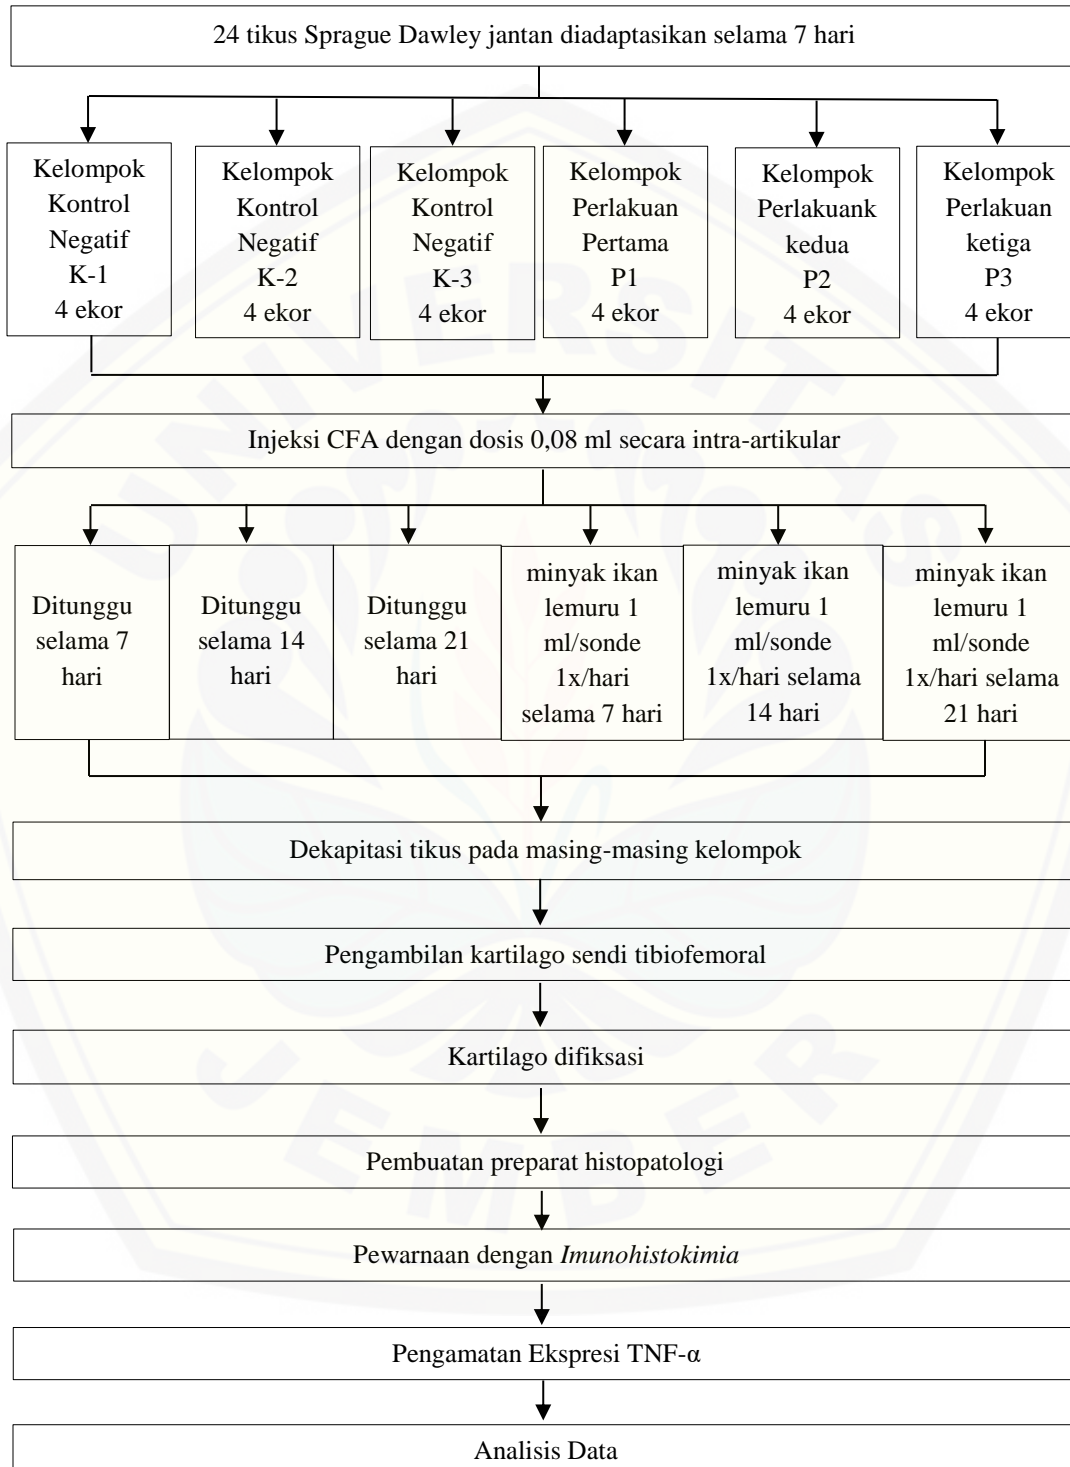 24 tikus Sprague Dawley jantan diadaptasikan selama 7 hari
Kelompok
Kontrol
Negatif
K-1
4 ekor
Kelompok
Kontrol
Negatif
K-2
4 ekor
Kelompok
Kontrol
Negatif
K-3
4 ekor
Kelompok
Perlakuan
Pertama
P1
4 ekor
Kelompok
Perlakuank
kedua
P2
4 ekor
Kelompok
Perlakuan
ketiga
P3
4 ekor
Injeksi CFA dengan dosis 0,08 ml secara intra-artikular
Ditunggu
selama 7
hari
Ditunggu
selama 14
hari
Ditunggu
selama 21
hari
minyak ikan
lemuru 1
ml/sonde
1x/hari
selama 7 hari
minyak ikan
lemuru 1
ml/sonde
1x/hari selama
14 hari
minyak ikan
lemuru 1
ml/sonde
1x/hari selama
21 hari
Dekapitasi tikus pada masing-masing kelompok
Pengambilan kartilago sendi tibiofemoral
Kartilago difiksasi
Pembuatan preparat histopatologi
Pewarnaan dengan Imunohistokimia
Pengamatan Ekspresi TNF-α
Analisis Data
UNIVERSITAS
JEMBER